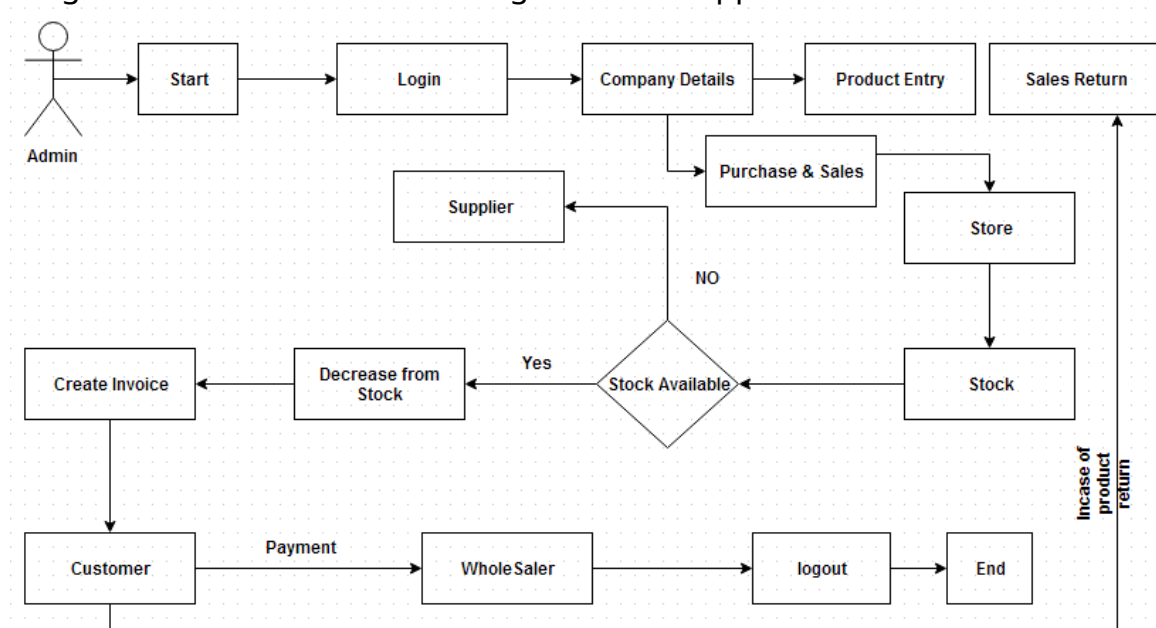 Start
Login
Company Details
Product Entry
Sales Return
Admin
Purchase & Sales
Supplier
Store
NO
Yes
Create Invoice
Decrease from
Stock
Stock Available
Stock
Incase of
product
return
Payment
Customer
WholeSaler
logout
End